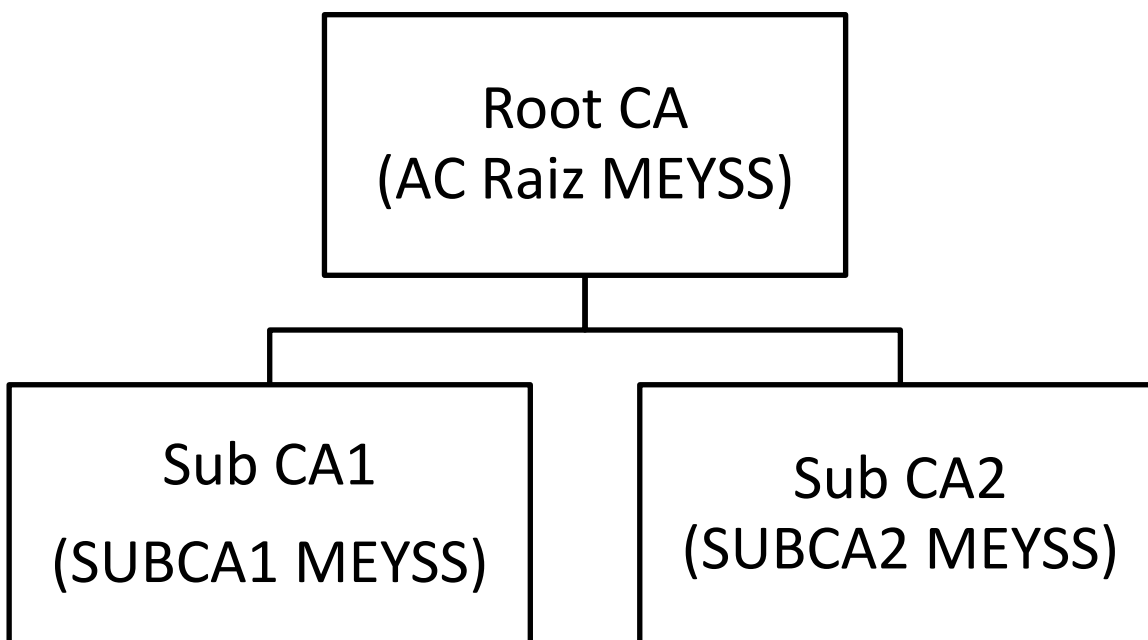 Root CA
(AC Raiz MEYSS)
Sub CA1
(SUBCA1 MEYSS)
Sub CA2
(SUBCA2 MEYSS)